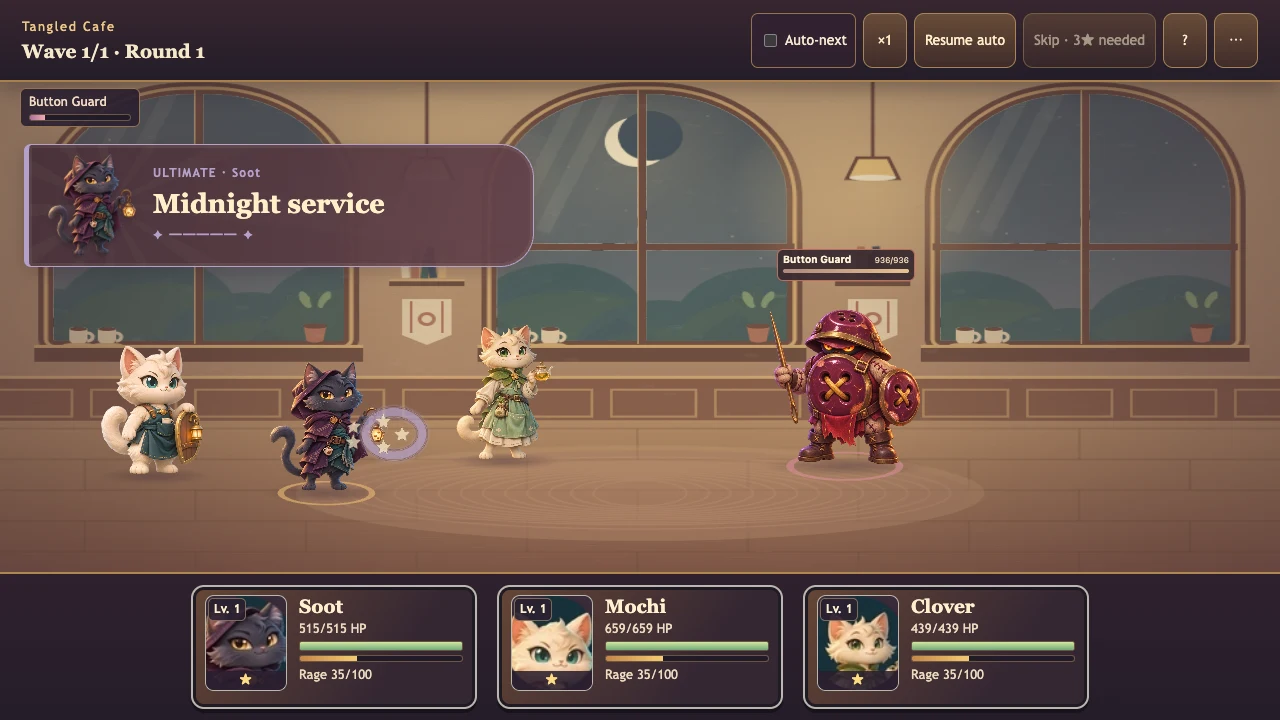 Tangled Cafe
Wave 1/1 · Round 1
Auto-next
×1
Resume auto
Skip · 3★ needed
?
···
Button Guard
ULTIMATE · Soot
Midnight service
Button Guard 936/936
Lv. 1
Soot
515/515 HP
Rage 35/100
Lv. 1
Mochi
659/659 HP
Rage 35/100
Lv. 1
Clover
439/439 HP
Rage 35/100